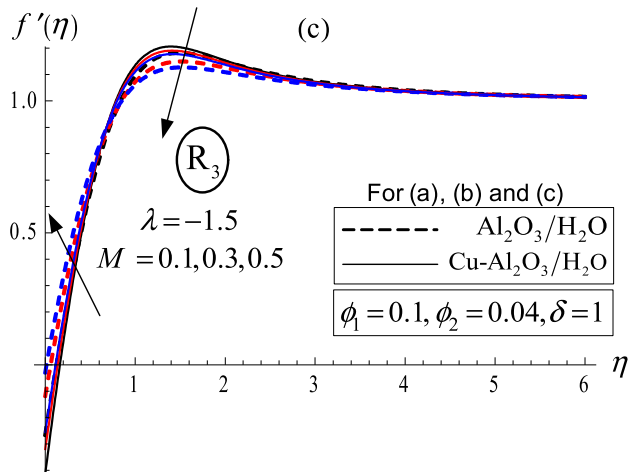 f ′(η)
(c)
1.0
R₃
For (a), (b) and (c)
0.5
λ = −1.5
Al₂O₃/H₂O
M = 0.1, 0.3, 0.5
Cu-Al₂O₃/H₂O
ϕ₁ = 0.1, ϕ₂ = 0.04, δ = 1
1 2 3 4 5 6 η